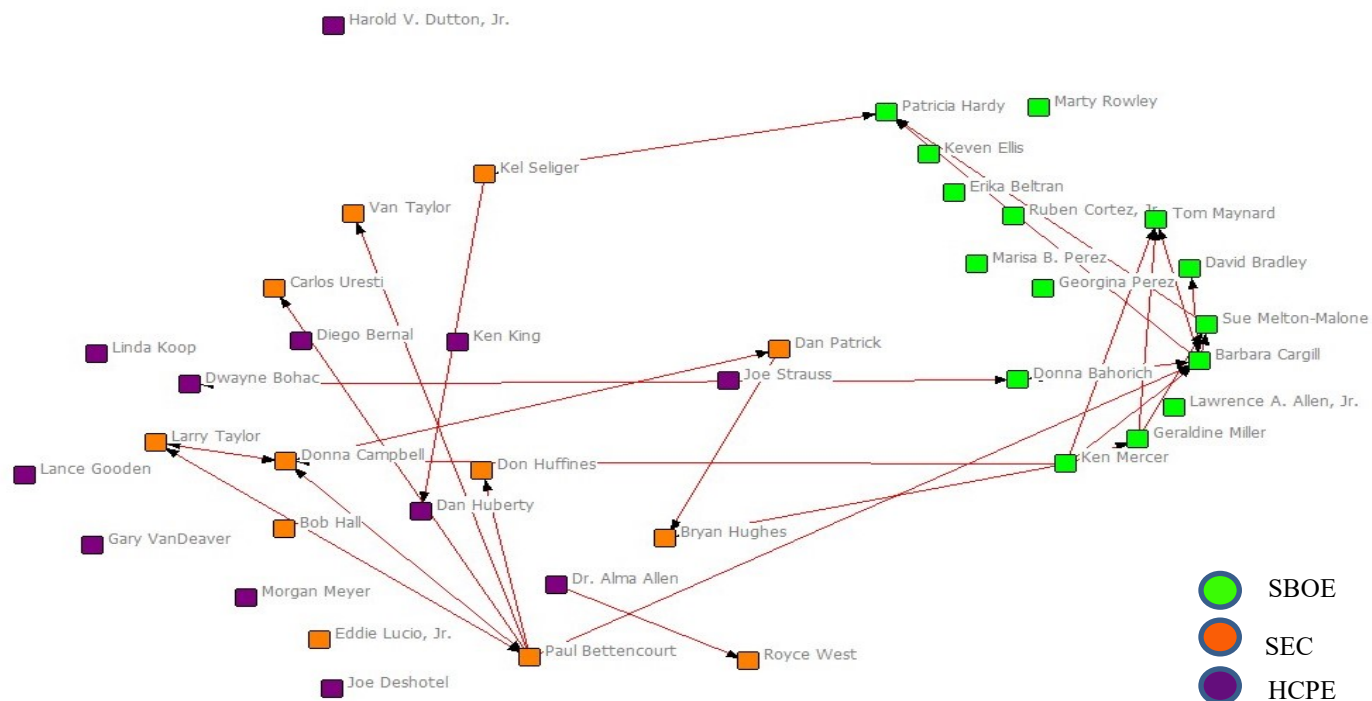 Harold V. Dutton, Jr.
Patricia Hardy
Marty Rowley
Keven Ellis
Kel Seliger
Erika Beltran
Van Taylor
Ruben Cortez, Jr.
Tom Maynard
Marisa B. Perez
David Bradley
Carlos Uresti
Georgina Perez
Sue Melton-Malone
Diego Bernal
Ken King
Linda Koop
Dan Patrick
Barbara Cargill
Dwayne Bohac
Joe Strauss
Donna Bahorich
Lawrence A. Allen, Jr.
Larry Taylor
Geraldine Miller
Donna Campbell
Ken Mercer
Lance Gooden
Don Huffines
Dan Huberty
Bob Hall
Bryan Hughes
Gary VanDeaver
Dr. Alma Allen
Morgan Meyer
SBOE
Eddie Lucio, Jr.
Paul Bettencourt
Royce West
SEC
Joe Deshotel
HCPE